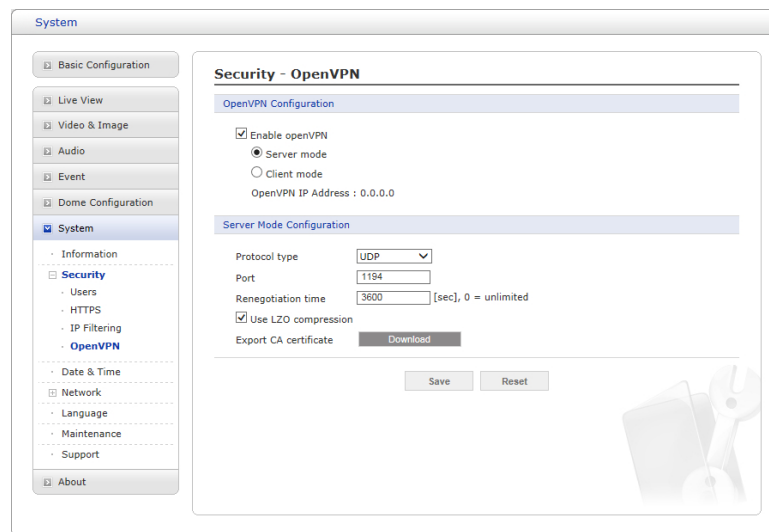 System
Basic Configuration
Live View
Video & Image
Audio
Event
Dome Configuration
System
Information
Security
Users
HTTPS
IP Filtering
OpenVPN
Date & Time
Network
Language
Maintenance
Support
About
Security - OpenVPN
OpenVPN Configuration
Enable openVPN
Server mode
Client mode
OpenVPN IP Address : 0.0.0.0
Server Mode Configuration
Protocol type UDP
Port 1194
Renegotiation time 3600 [sec], 0 = unlimited
Use LZO compression
Export CA certificate Download
Save Reset